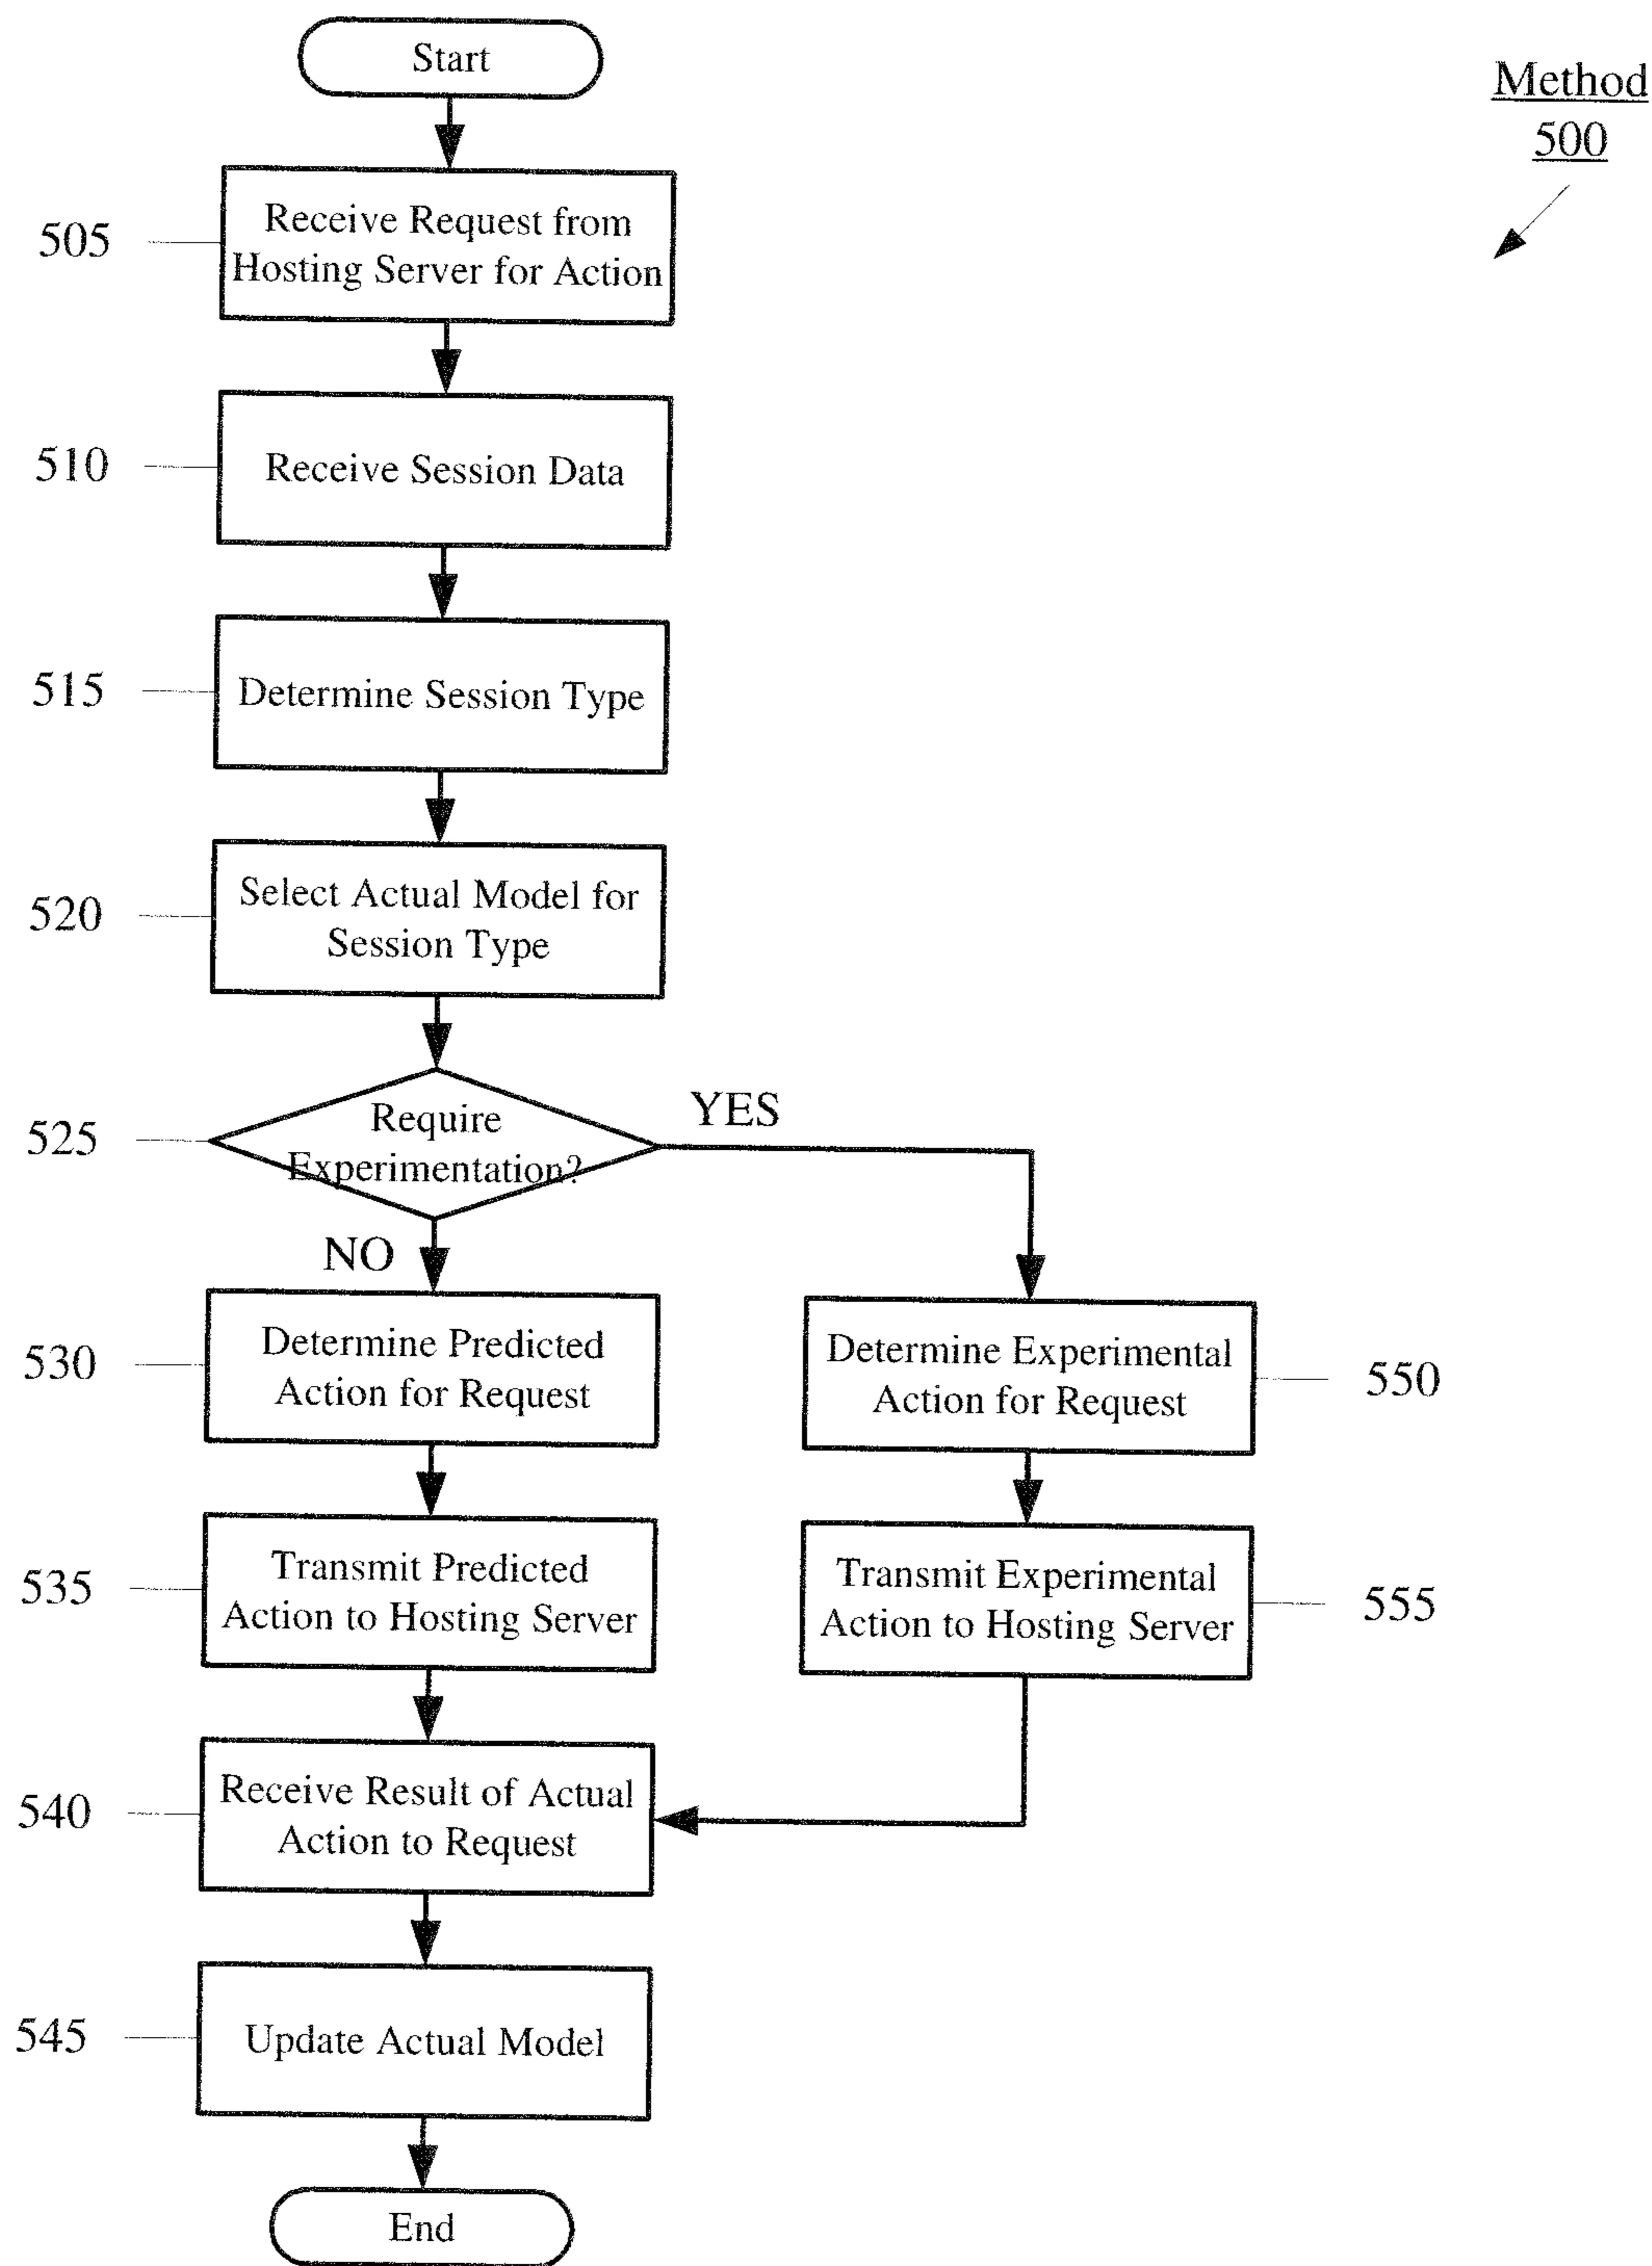 Start
Method
500
505
Receive Request from
Hosting Server for Action
510
Receive Session Data
515
Determine Session Type
520
Select Actual Model for
Session Type
525
Require
Experimentation?
YES
NO
530
Determine Predicted
Action for Request
Determine Experimental
Action for Request
550
535
Transmit Predicted
Action to Hosting Server
Transmit Experimental
Action to Hosting Server
555
540
Receive Result of Actual
Action to Request
545
Update Actual Model
End